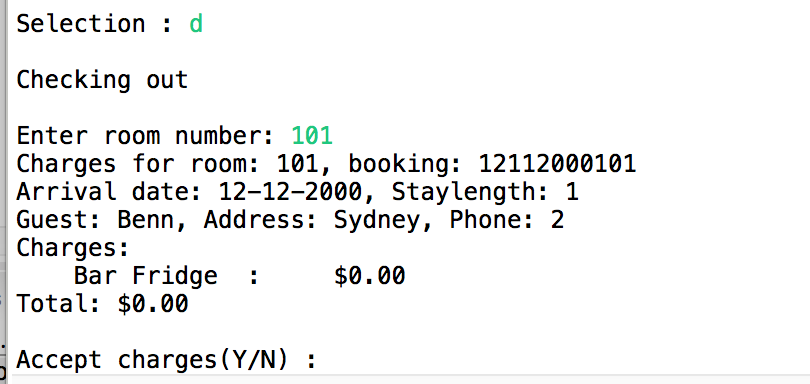 Selection : d
Checking out
Enter room number: 101
Charges for room: 101, booking: 12112000101
Arrival date: 12-12-2000, Staylength: 1
Guest: Benn, Address: Sydney, Phone: 2
Charges:
Bar Fridge : $0.00
Total: $0.00
Accept charges(Y/N) :